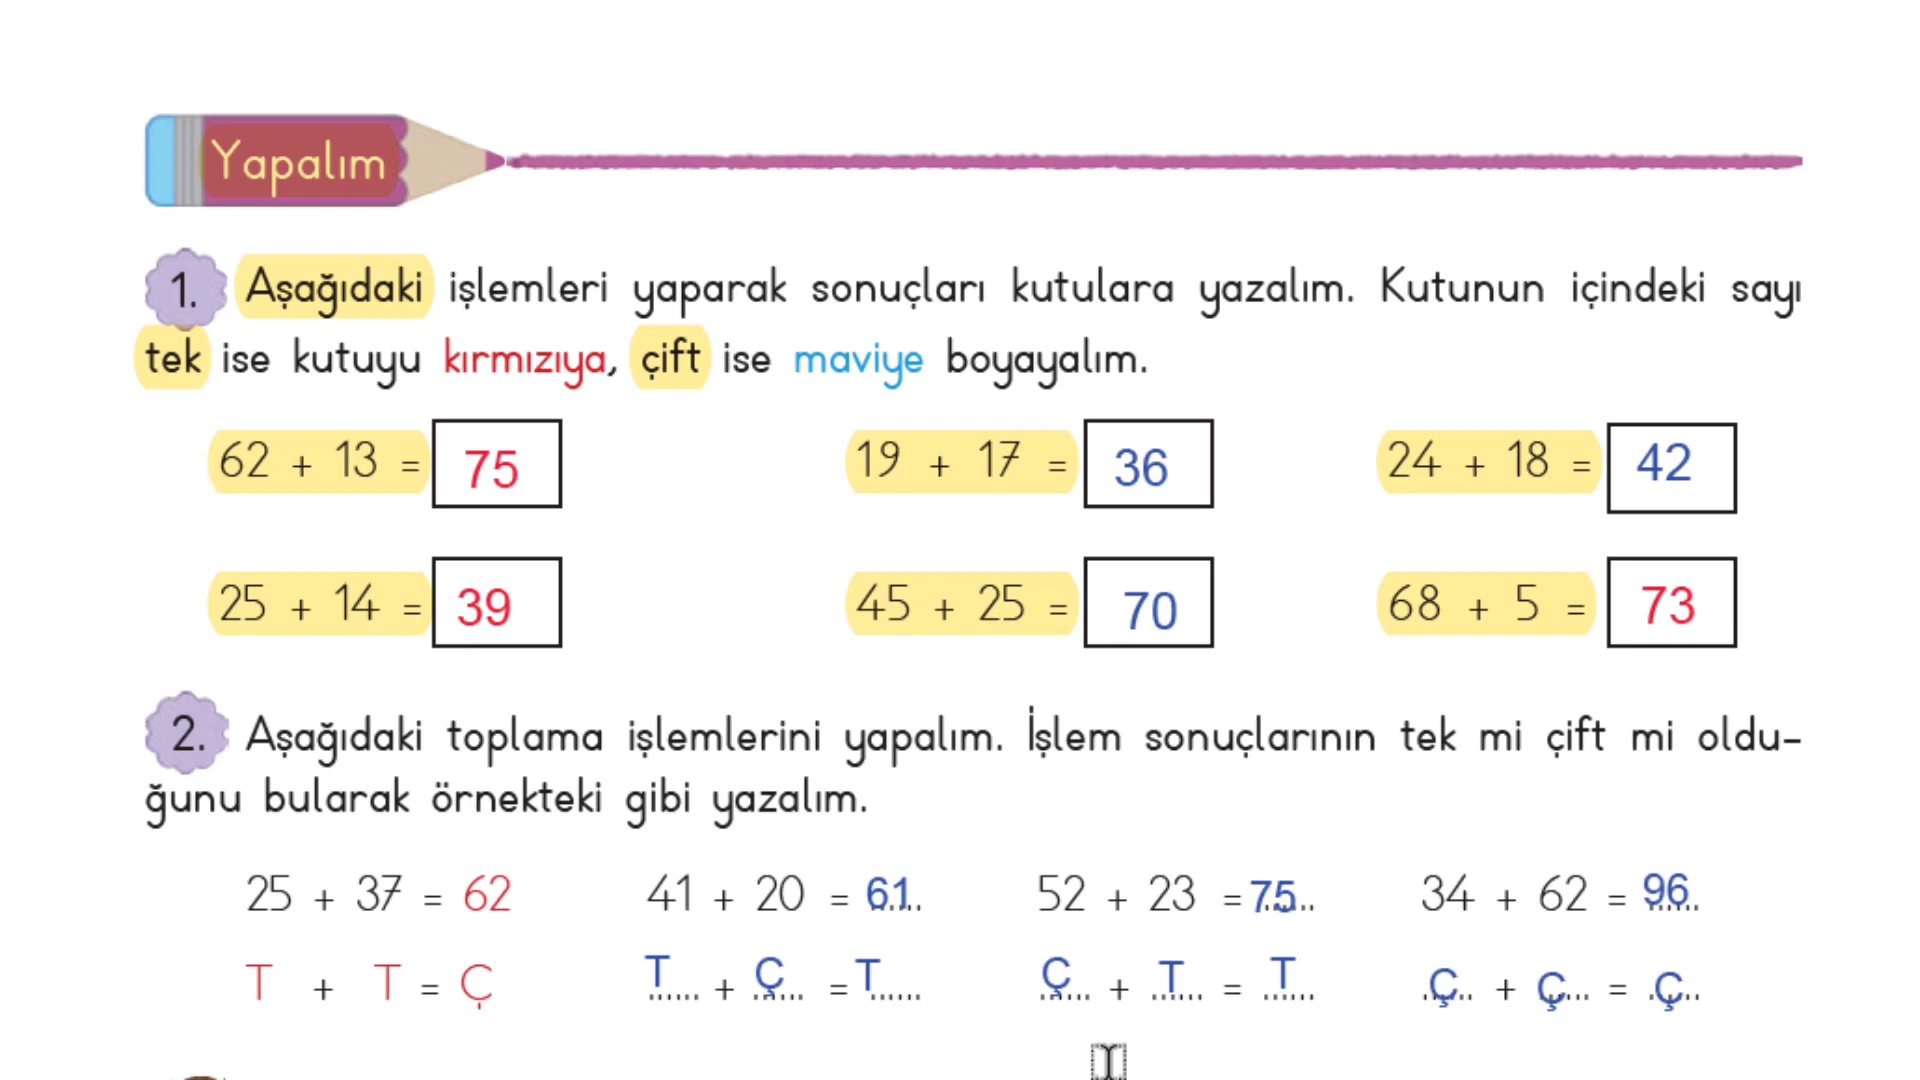 Yapalım
1. Aşağıdaki işlemleri yaparak sonuçları kutulara yazalım. Kutunun içindeki sayı
tek ise kutuyu kırmızıya, çift ise maviye boyayalım.
62 + 13 = 75 19 + 17 = 36 24 + 18 = 42
25 + 14 = 39 45 + 25 = 70 68 + 5 = 73
2. Aşağıdaki toplama işlemlerini yapalım. İşlem sonuçlarının tek mi çift mi oldu-
ğunu bularak örnekteki gibi yazalım.
25 + 37 = 62 41 + 20 = 61 52 + 23 = 75 34 + 62 = 96
T + T = Ç T + Ç = T Ç + T = T Ç + Ç = Ç